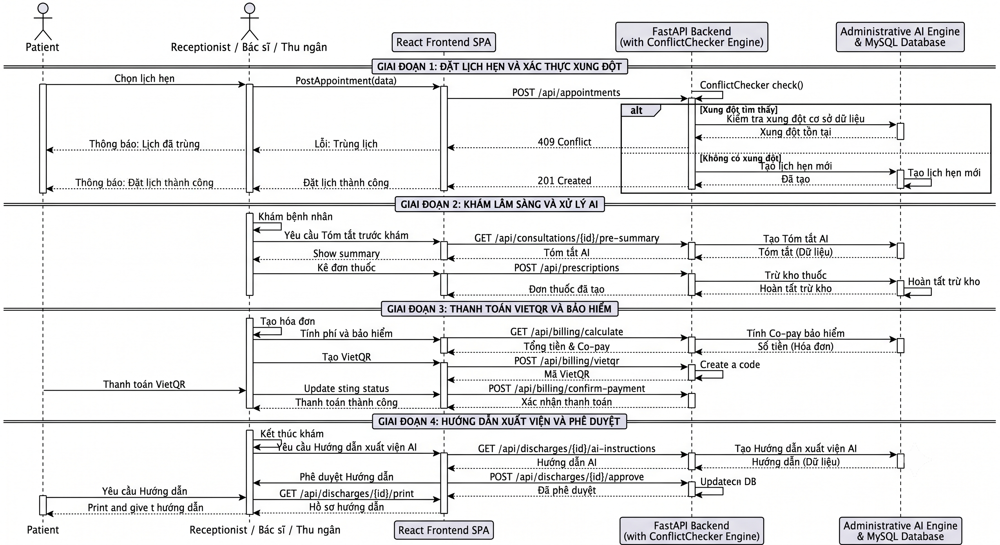 Patient
Receptionist / Bác sĩ / Thu ngân
React Frontend SPA
FastAPI Backend
(with ConflictChecker Engine)
Administrative AI Engine
& MySQL Database
GIAI ĐOẠN 1: ĐẶT LỊCH HẸN VÀ XÁC THỰC XUNG ĐỘT
Chọn lịch hẹn
PostAppointment(data)
POST /api/appointments
ConflictChecker check()
alt
[Xung đột tìm thấy]
Kiểm tra xung đột cơ sở dữ liệu
Xung đột tồn tại
409 Conflict
Lỗi: Trùng lịch
Thông báo: Lịch đã trùng
[Không có xung đột]
Tạo lịch hẹn mới
Tạo lịch hẹn mới
Đã tạo
201 Created
Đặt lịch thành công
Thông báo: Đặt lịch thành công
GIAI ĐOẠN 2: KHÁM LÂM SÀNG VÀ XỬ LÝ AI
Khám bệnh nhân
Yêu cầu Tóm tắt trước khám
GET /api/consultations/{id}/pre-summary
Tạo Tóm tắt AI
Tóm tắt (Dữ liệu)
Tóm tắt AI
Show summary
Kê đơn thuốc
POST /api/prescriptions
Trừ kho thuốc
Hoàn tất trừ kho
Hoàn tất trừ kho
Đơn thuốc đã tạo
GIAI ĐOẠN 3: THANH TOÁN VIETQR VÀ BẢO HIỂM
Tạo hóa đơn
Tính phí và bảo hiểm
GET /api/billing/calculate
Tính Co-pay bảo hiểm
Số tiền (Hóa đơn)
Tổng tiền & Co-pay
Tạo VietQR
POST /api/billing/vietqr
Create a code
Mã VietQR
Thanh toán VietQR
Update sting status
POST /api/billing/confirm-payment
Xác nhận thanh toán
Thanh toán thành công
GIAI ĐOẠN 4: HƯỚNG DẪN XUẤT VIỆN VÀ PHÊ DUYỆT
Kết thúc khám
Yêu cầu Hướng dẫn xuất viện AI
GET /api/discharges/{id}/ai-instructions
Tạo Hướng dẫn xuất viện AI
Hướng dẫn (Dữ liệu)
Hướng dẫn AI
Phê duyệt Hướng dẫn
POST /api/discharges/{id}/approve
Updatecn DB
Đã phê duyệt
Yêu cầu Hướng dẫn
GET /api/discharges/{id}/print
Hồ sơ hướng dẫn
Print and give t hướng dẫn
Patient
Receptionist / Bác sĩ / Thu ngân
React Frontend SPA
FastAPI Backend
(with ConflictChecker Engine)
Administrative AI Engine
& MySQL Database